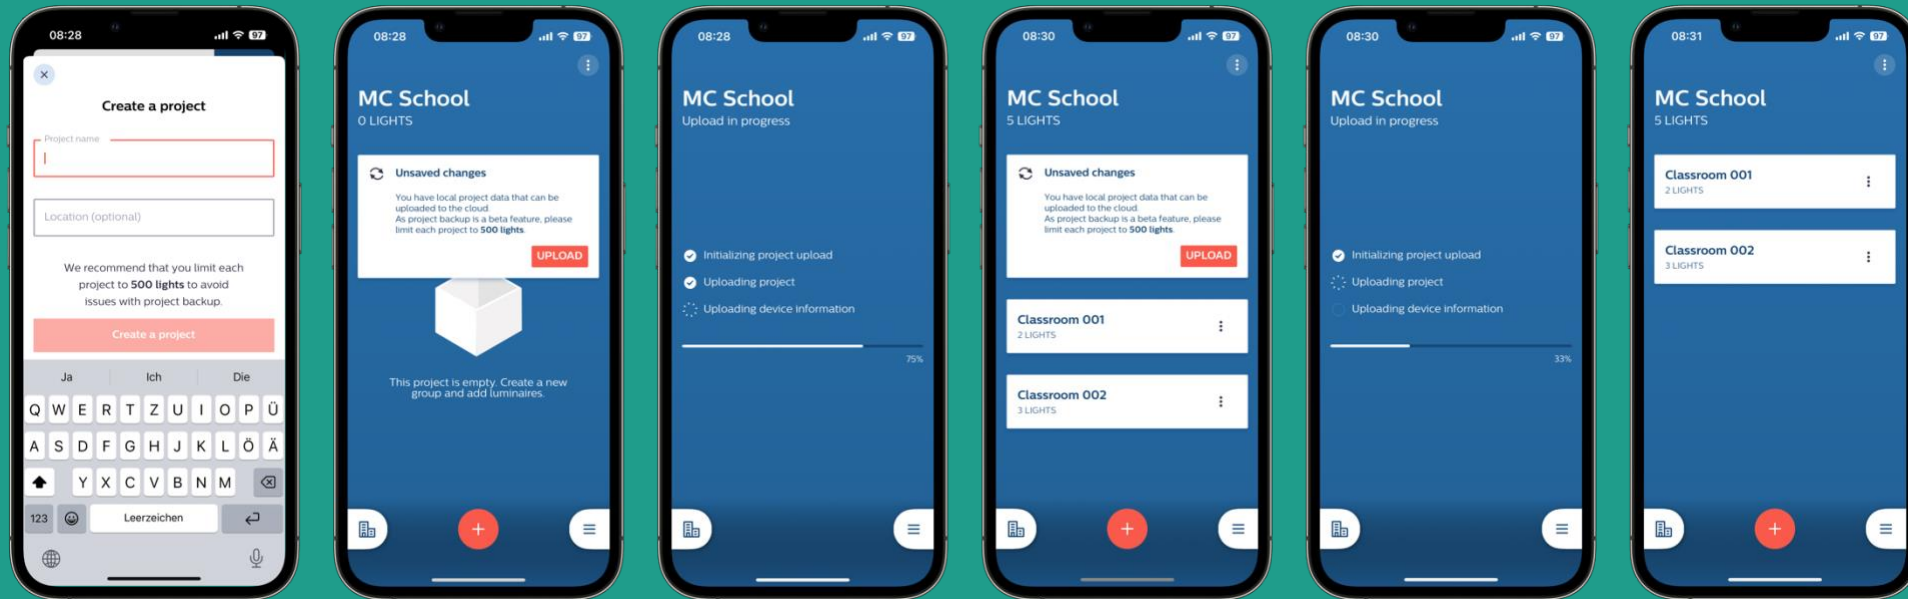 08:28
97
Create a project
Project name
Location (optional)
We recommend that you limit each
project to 500 lights to avoid
issues with project backup.
Create a project
Ja Ich Die
Q W E R T Z U I O P Ü
A S D F G H J K L Ö Ä
Y X C V B N M
123 Leerzeichen
08:28
97
MC School
0 LIGHTS
Unsaved changes
You have local project data that can be
uploaded to the cloud.
As project backup is a beta feature, please
limit each project to 500 lights.
UPLOAD
This project is empty. Create a new
group and add luminaires.
08:28
97
MC School
Upload in progress
Initializing project upload
Uploading project
Uploading device information
75%
08:30
97
MC School
5 LIGHTS
Unsaved changes
You have local project data that can be
uploaded to the cloud.
As project backup is a beta feature, please
limit each project to 500 lights.
UPLOAD
Classroom 001
2 LIGHTS
Classroom 002
3 LIGHTS
08:30
97
MC School
Upload in progress
Initializing project upload
Uploading project
Uploading device information
33%
08:31
97
MC School
5 LIGHTS
Classroom 001
2 LIGHTS
Classroom 002
3 LIGHTS